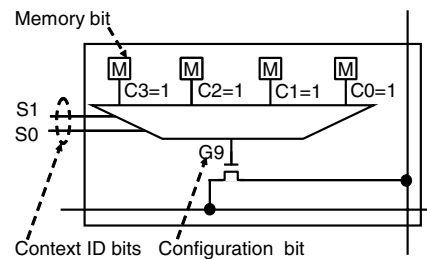 Memory bit
M M M M
C3=1 C2=1 C1=1 C0=1
S1
S0
G9
Context ID bits Configuration bit